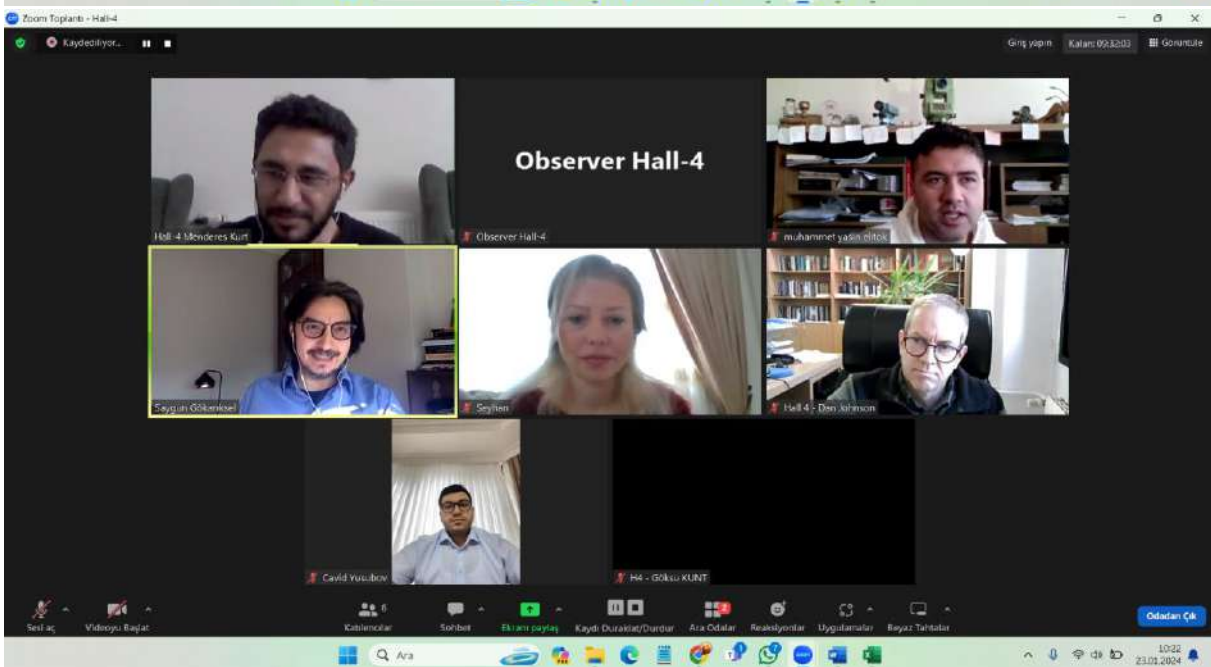 Zoom Toplantı - Hall-4
Kaydediliyor...
Giriş yapın
Kalan: 09:32:03
Görüntüle
Observer Hall-4
Hall-4 Menderes Kurt
Observer Hall-4
muhammet yasin elitok
Saygun Gökarıksel
Seyhan
Hall 4 - Dan Johnson
Cavid Yusubov
H4 - Göksu KUNT
6
2
Sesi aç
Videoyu Başlat
Katılımcılar
Sohbet
Ekranı paylaş
Kaydı Duraklat/Durdur
Ara Odalar
Reaksiyonlar
Uygulamalar
Beyaz Tahtalar
Odadan Çık
Ara
10:22
23.01.2024